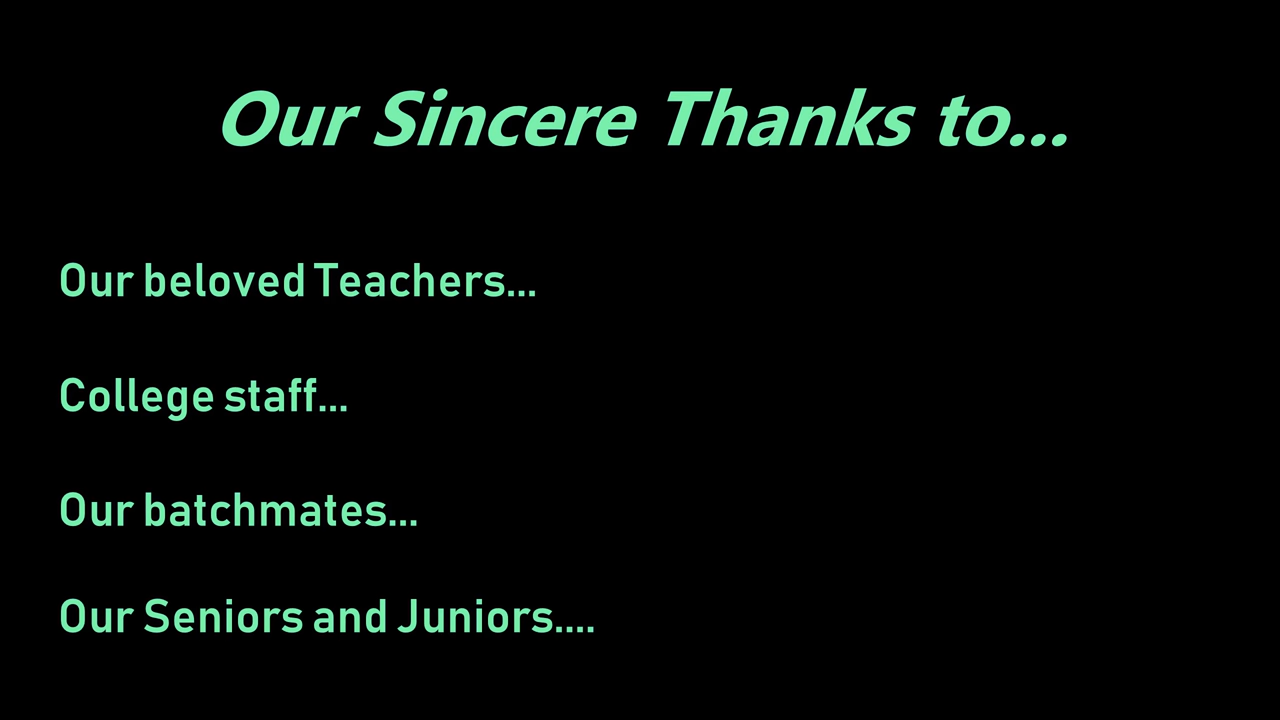 Our Sincere Thanks to...
Our beloved Teachers...
College staff...
Our batchmates...
Our Seniors and Juniors....